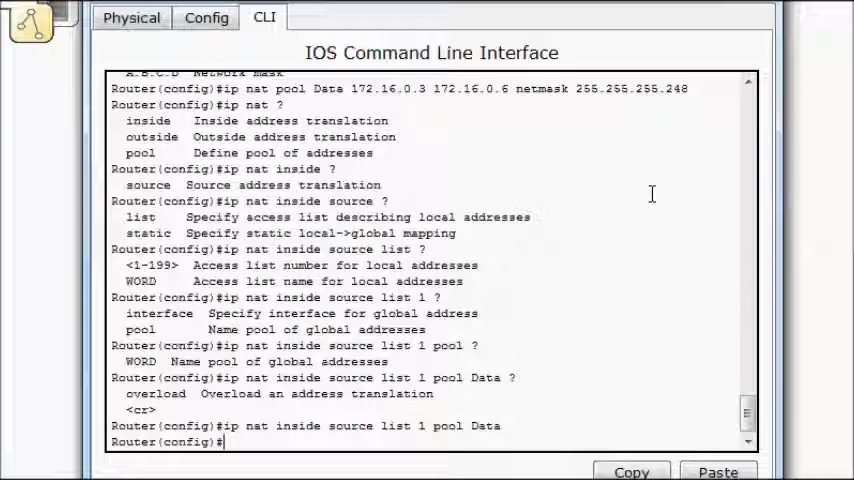 Physical Config CLI
IOS Command Line Interface
A.B.C.D Network mask
Router(config)#ip nat pool Data 172.16.0.3 172.16.0.6 netmask 255.255.255.248
Router(config)#ip nat ?
inside Inside address translation
outside Outside address translation
pool Define pool of addresses
Router(config)#ip nat inside ?
source Source address translation
Router(config)#ip nat inside source ?
list Specify access list describing local addresses
static Specify static local->global mapping
Router(config)#ip nat inside source list ?
<1-199> Access list number for local addresses
WORD Access list name for local addresses
Router(config)#ip nat inside source list 1 ?
interface Specify interface for global address
pool Name pool of global addresses
Router(config)#ip nat inside source list 1 pool ?
WORD Name pool of global addresses
Router(config)#ip nat inside source list 1 pool Data ?
overload Overload an address translation
<cr>
Router(config)#ip nat inside source list 1 pool Data
Router(config)#
Copy Paste